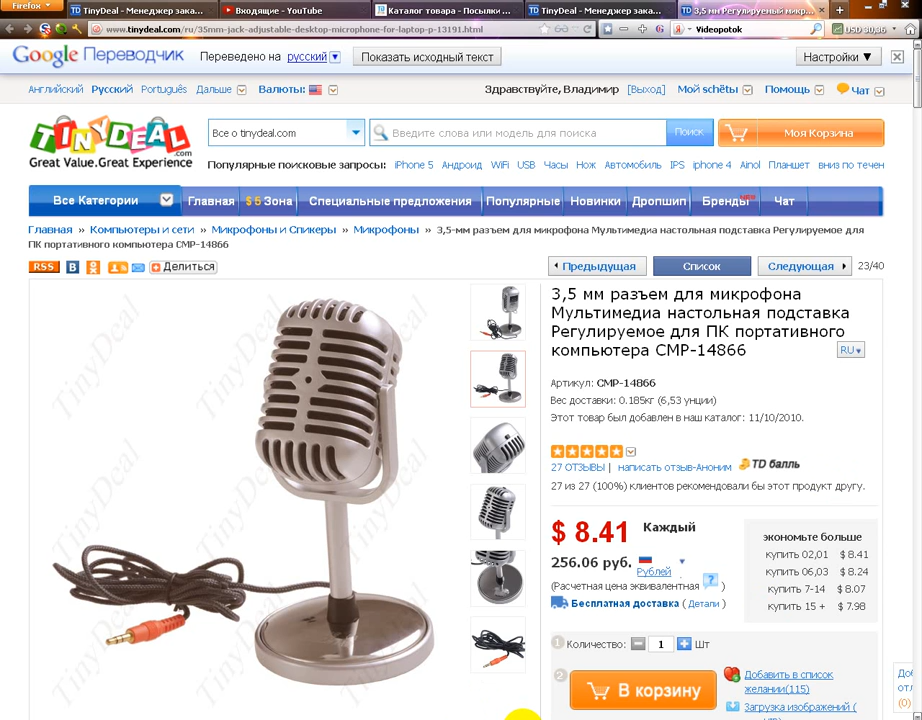 Firefox
TinyDeal - Менеджер зака...
Входящие - YouTube
Каталог товара - Посылки ...
TinyDeal - Менеджер зака...
3,5 мм Регулируемый микр...
www.tinydeal.com/ru/35mm-jack-adjustable-desktop-microphone-for-laptop-p-13191.html
Videopotok
USD 30,36
Google Переводчик
Переведено на русский
Показать исходный текст
Настройки ▼
Английский Русский Português Дальше Валюты:
Здравствуйте, Владимир [Выход] Мой schëty Помощь Чат
TINYDEAL.com
Great Value.Great Experience
Все о tinydeal.com
Введите слова или модель для поиска
Поиск
Моя Корзина
Популярные поисковые запросы: iPhone 5 Андроид WiFi USB Часы Нож Автомобиль IPS iphone 4 Ainol Планшет вниз по течен
Все Категории
Главная $ 5 Зона Специальные предложения Популярные Новинки Дропшип Бренды NEW Чат
Главная » Компьютеры и сети » Микрофоны и Спикеры » Микрофоны » 3,5-мм разъем для микрофона Мультимедиа настольная подставка Регулируемое для
ПК портативного компьютера CMP-14866
RSS
Делиться
Предыдущая
Список
Следующая
23/40
TinyDeal
TinyDeal
TinyDeal
TinyDeal
3,5 мм разъем для микрофона
Мультимедиа настольная подставка
Регулируемое для ПК портативного
компьютера CMP-14866
RU
Артикул: CMP-14866
Вес доставки: 0.185кг (6,53 унции)
Этот товар был добавлен в наш каталог: 11/10/2010.
27 ОТЗЫВЫ | написать отзыв-Аноним TD балль
27 из 27 (100%) клиентов рекомендовали бы этот продукт другу.
$ 8.41 Каждый
256.06 руб.
Рублей
(Расчетная цена эквивалентная ? )
Бесплатная доставка ( Детали )
экономьте больше
купить 02,01 $ 8.41
купить 06,03 $ 8.24
купить 7-14 $ 8.07
купить 15 + $ 7.98
1 Количество: 1 Шт
2 В корзину
Добавить в список
желаний(115)
Загрузка изображений (
(0)